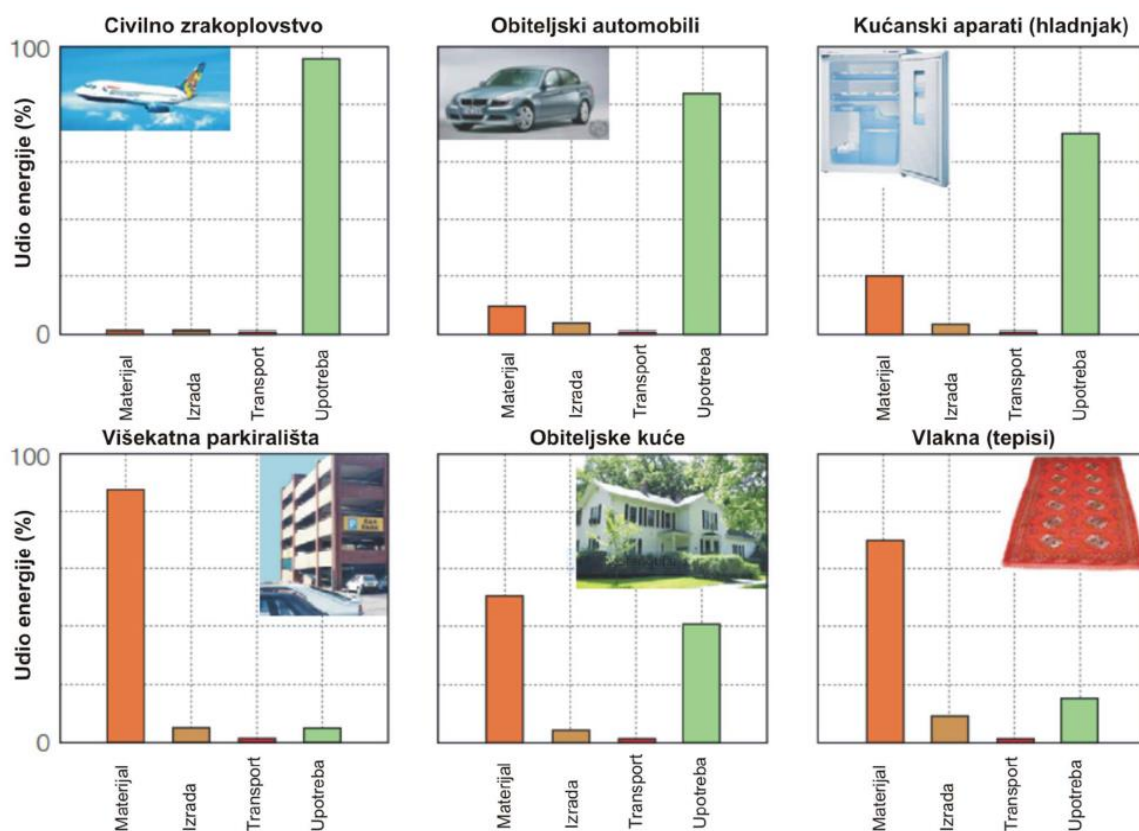 Civilno zrakoplovstvo
Obiteljski automobili
Kućanski aparati (hladnjak)
Udio energije (%)
100
0
Materijal
Izrada
Transport
Upotreba
Materijal
Izrada
Transport
Upotreba
Materijal
Izrada
Transport
Upotreba
Višekatna parkirališta
Obiteljske kuće
Vlakna (tepisi)
Udio energije (%)
100
0
Materijal
Izrada
Transport
Upotreba
Materijal
Izrada
Transport
Upotreba
Materijal
Izrada
Transport
Upotreba